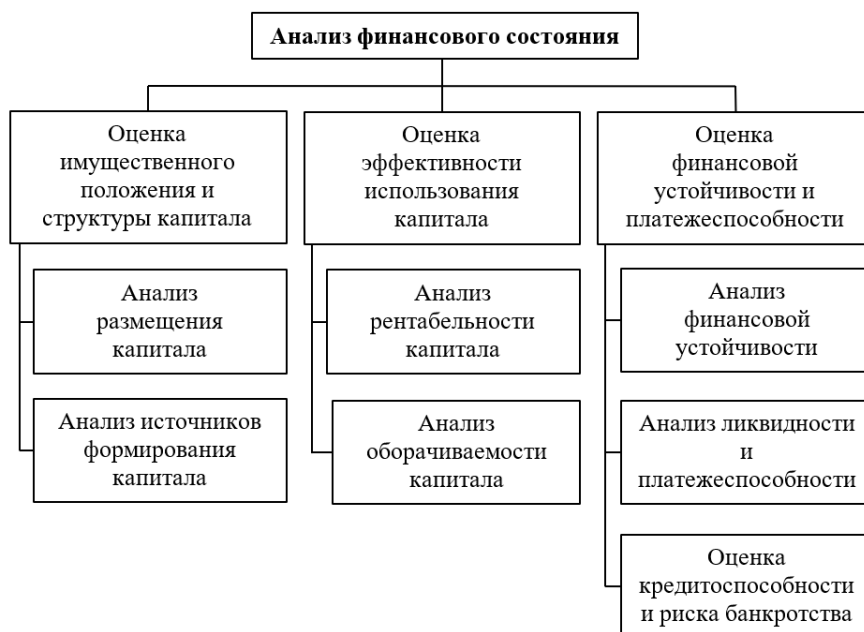 Анализ финансового состояния
Оценка
имущественного
положения и
структуры капитала
Анализ
размещения
капитала
Анализ источников
формирования
капитала
Оценка
эффективности
использования
капитала
Анализ
рентабельности
капитала
Анализ
оборачиваемости
капитала
Оценка
финансовой
устойчивости и
платежеспособности
Анализ
финансовой
устойчивости
Анализ ликвидности
и
платежеспособности
Оценка
кредитоспособности
и риска банкротства